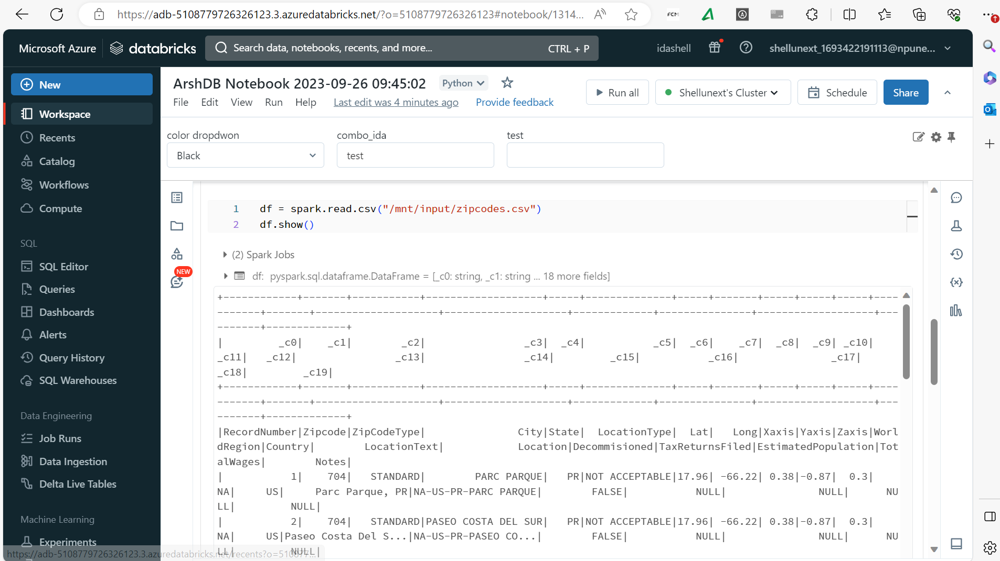 https://adb-5108779726326123.3.azuredatabricks.net/?o=5108779726326123#notebook/1314...
FCM
Microsoft Azure
databricks
Search data, notebooks, recents, and more...
CTRL + P
idashell
shellunext_1693422191113@npune...
New
Workspace
Recents
Catalog
Workflows
Compute
SQL
SQL Editor
Queries
Dashboards
Alerts
Query History
SQL Warehouses
Data Engineering
Job Runs
Data Ingestion
Delta Live Tables
Machine Learning
Experiments
https://adb-5108779726326123.3.azuredatabricks.net/recents?o=510877...
ArshDB Notebook 2023-09-26 09:45:02
Python
File Edit View Run Help
Last edit was 4 minutes ago
Provide feedback
Run all
Shellunext's Cluster
Schedule
Share
color dropdwon
Black
combo_ida
test
test
NEW
1 df = spark.read.csv("/mnt/input/zipcodes.csv")
2 df.show()
(2) Spark Jobs
df: pyspark.sql.dataframe.DataFrame = [_c0: string, _c1: string ... 18 more fields]
+------------+-------+-----------+-------------------+-----+--------------+-----+-------+-----+-----+-----+----
-------+-------+--------------------+--------------------+-------------+---------------+-------------------+---
-------+-------------+
| _c0| _c1| _c2| _c3| _c4| _c5| _c6| _c7| _c8| _c9| _c10|
_c11| _c12| _c13| _c14| _c15| _c16| _c17|
_c18| _c19|
+------------+-------+-----------+-------------------+-----+--------------+-----+-------+-----+-----+-----+----
-------+-------+--------------------+--------------------+-------------+---------------+-------------------+---
-------+-------------+
|RecordNumber|Zipcode|ZipCodeType| City|State| LocationType| Lat| Long|Xaxis|Yaxis|Zaxis|Worl
dRegion|Country| LocationText| Location|Decommisioned|TaxReturnsFiled|EstimatedPopulation|Tot
alWages| Notes|
| 1| 704| STANDARD| PARC PARQUE| PR|NOT ACCEPTABLE|17.96| -66.22| 0.38|-0.87| 0.3|
NA| US| Parc Parque, PR|NA-US-PR-PARC PARQUE| FALSE| NULL| NULL| NU
LL| NULL|
| 2| 704| STANDARD|PASEO COSTA DEL SUR| PR|NOT ACCEPTABLE|17.96| -66.22| 0.38|-0.87| 0.3|
NA| US|Paseo Costa Del S...|NA-US-PR-PASEO CO...| FALSE| NULL| NULL| NU
LL| NULL|